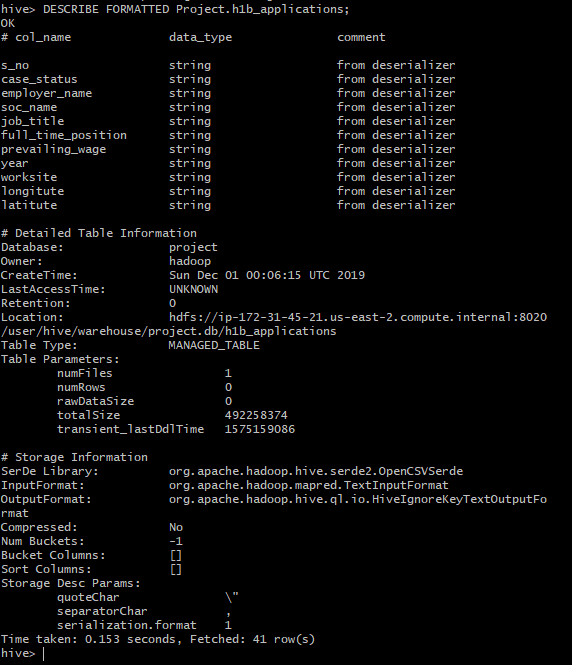 hive> DESCRIBE FORMATTED Project.h1b_applications;
OK
# col_name data_type comment
s_no string from deserializer
case_status string from deserializer
employer_name string from deserializer
soc_name string from deserializer
job_title string from deserializer
full_time_position string from deserializer
prevailing_wage string from deserializer
year string from deserializer
worksite string from deserializer
longitute string from deserializer
latitute string from deserializer
# Detailed Table Information
Database: project
Owner: hadoop
CreateTime: Sun Dec 01 00:06:15 UTC 2019
LastAccessTime: UNKNOWN
Retention: 0
Location: hdfs://ip-172-31-45-21.us-east-2.compute.internal:8020
/user/hive/warehouse/project.db/h1b_applications
Table Type: MANAGED_TABLE
Table Parameters:
numFiles 1
numRows 0
rawDataSize 0
totalSize 492258374
transient_lastDdlTime 1575159086
# Storage Information
SerDe Library: org.apache.hadoop.hive.serde2.OpenCSVSerde
InputFormat: org.apache.hadoop.mapred.TextInputFormat
OutputFormat: org.apache.hadoop.hive.ql.io.HiveIgnoreKeyTextOutputFo
rmat
Compressed: No
Num Buckets: -1
Bucket Columns: []
Sort Columns: []
Storage Desc Params:
quoteChar \"
separatorChar ,
serialization.format 1
Time taken: 0.153 seconds, Fetched: 41 row(s)
hive>